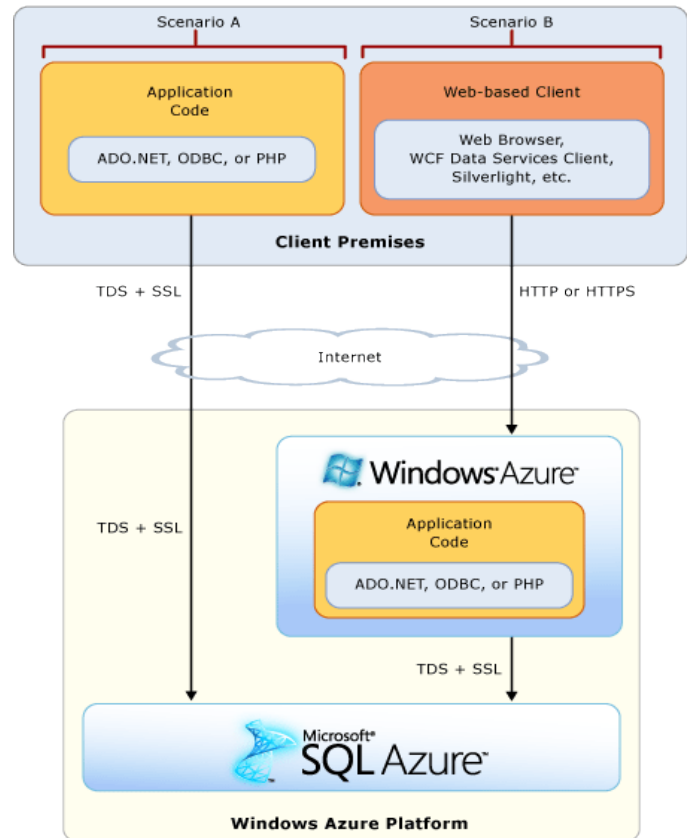 Scenario A
Scenario B
Application
Code
ADO.NET, ODBC, or PHP
Web-based Client
Web Browser,
WCF Data Services Client,
Silverlight, etc.
Client Premises
TDS + SSL
HTTP or HTTPS
Internet
Windows Azure™
TDS + SSL
Application
Code
ADO.NET, ODBC, or PHP
TDS + SSL
Microsoft®
SQL Azure™
Windows Azure Platform